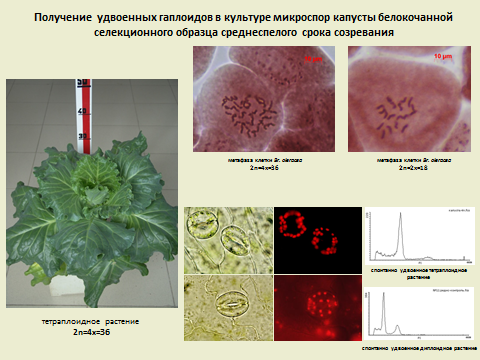 Получение удвоенных гаплоидов в культуре микроспор капусты белокочанной
селекционного образца среднеспелого срока созревания
10 µm
метафаза клетки Br. oleracea
2n=4x=36
метафаза клетки Br. oleracea
2n=2x=18
спонтанно удвоенное тетраплоидное
растение
спонтанно удвоенное диплоидное растение
тетраплоидное растение
2n=4x=36